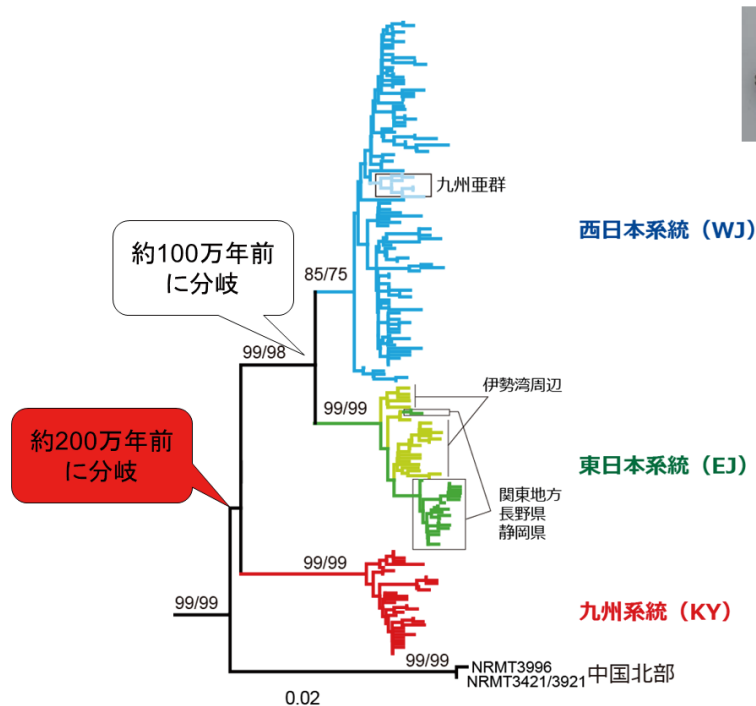 九州亜群
西日本系統（WJ）
約100万年前
に分岐
85/75
99/98
伊勢湾周辺
99/99
約200万年前
に分岐
東日本系統（EJ）
関東地方
長野県
静岡県
99/99
99/99
九州系統（KY）
99/99
NRMT3996
NRMT3421/3921
中国北部
0.02